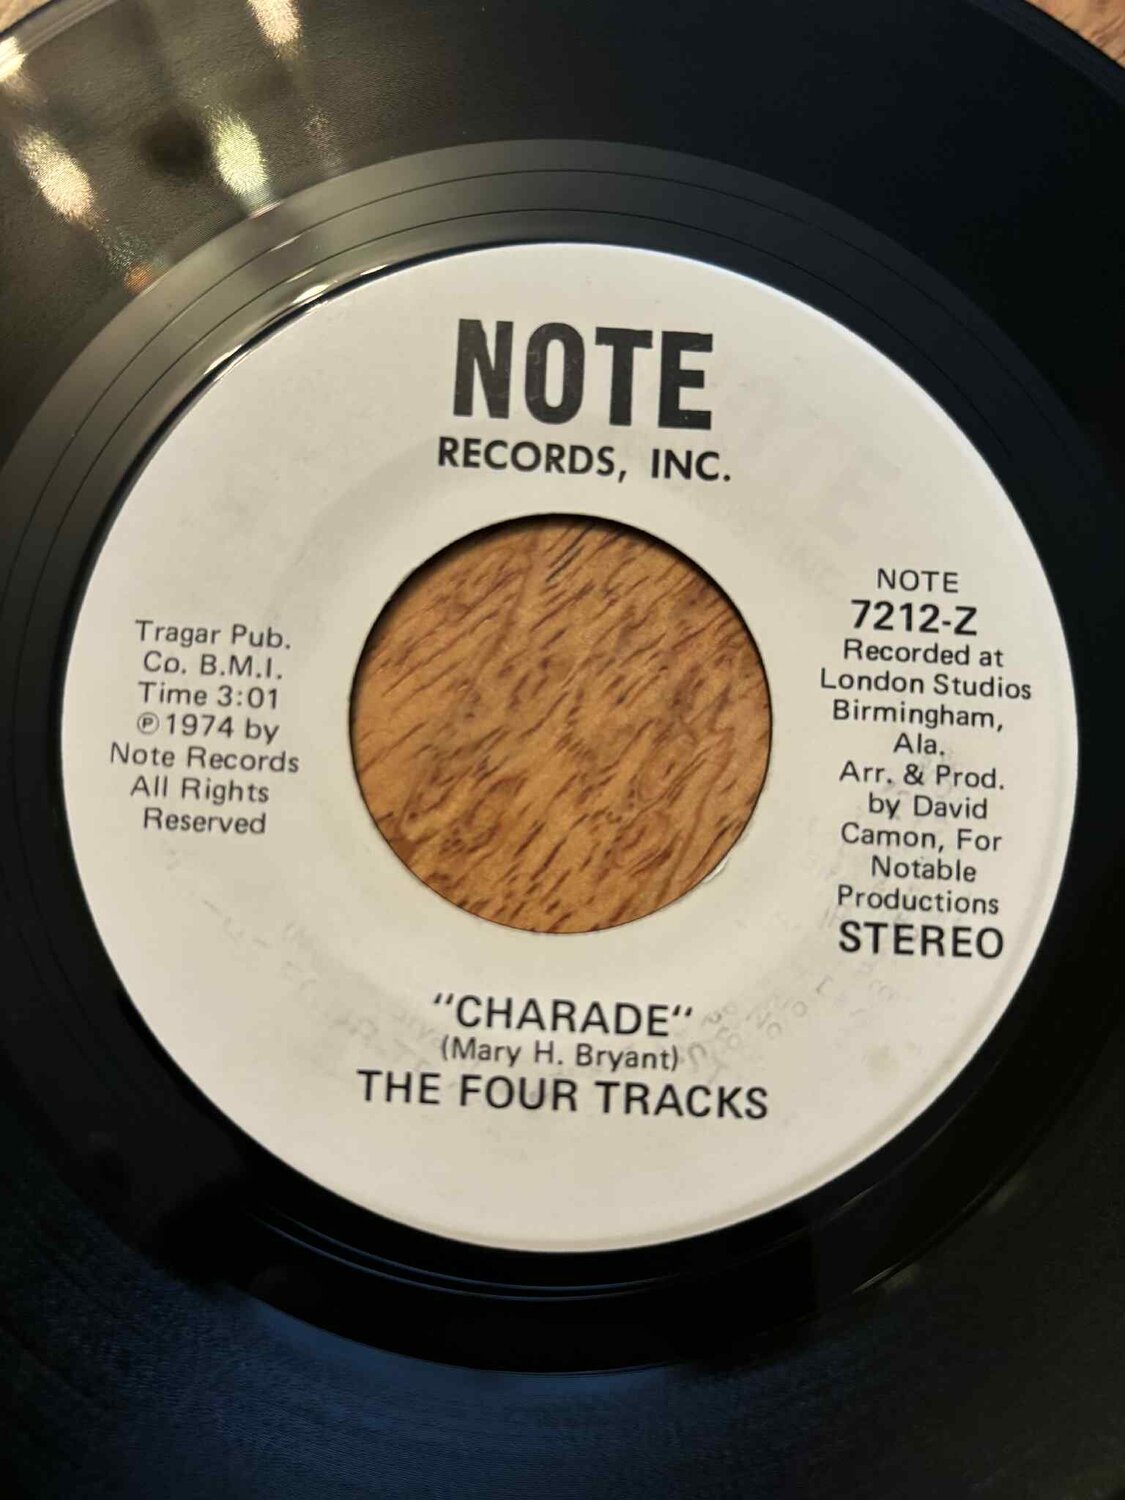 NOTE
RECORDS, INC.
Tragar Pub.
Co. B.M.I.
Time 3:01
℗1974 by
Note Records
All Rights
Reserved
NOTE
7212-Z
Recorded at
London Studios
Birmingham,
Ala.
Arr. & Prod.
by David
Camon, For
Notable
Productions
STEREO
"CHARADE"
(Mary H. Bryant)
THE FOUR TRACKS